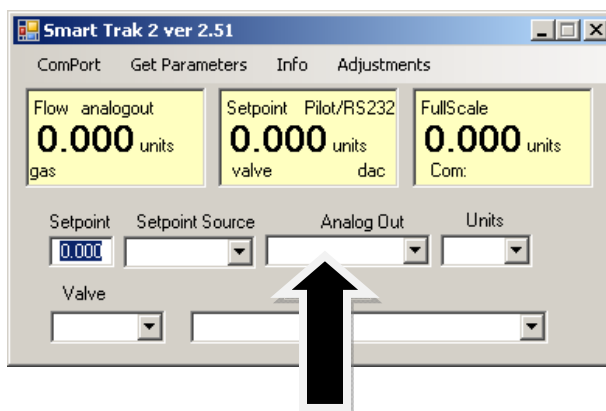 Smart Trak 2 ver 2.51
ComPort Get Parameters Info Adjustments
Flow analogout
0.000 units
gas
Setpoint Pilot/RS232
0.000 units
valve dac
FullScale
0.000 units
Com:
Setpoint Setpoint Source Analog Out Units
0.000
Valve